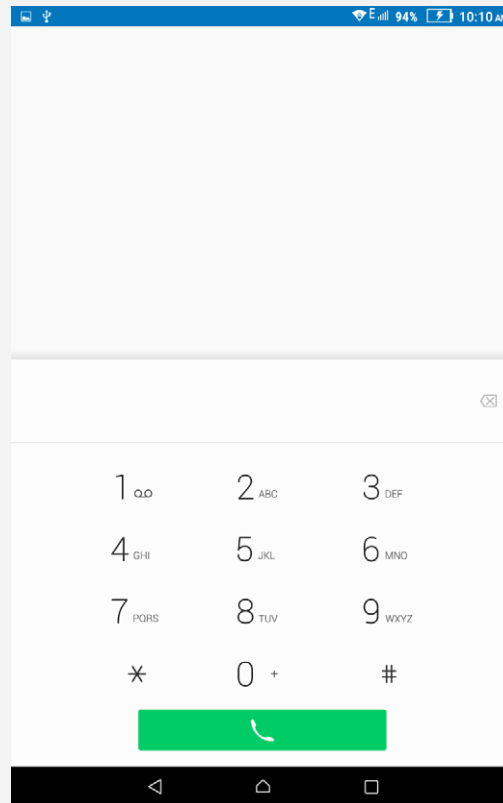 E 94% 10:10 AM
1
2 ABC
3 DEF
4 GHI
5 JKL
6 MNO
7 PQRS
8 TUV
9 WXYZ
*
0 +
#